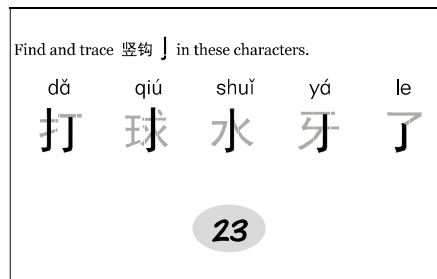 Find and trace 竖钩 亅 in these characters.
dǎ qiú shuǐ yá le
打 球 水 牙 了
23